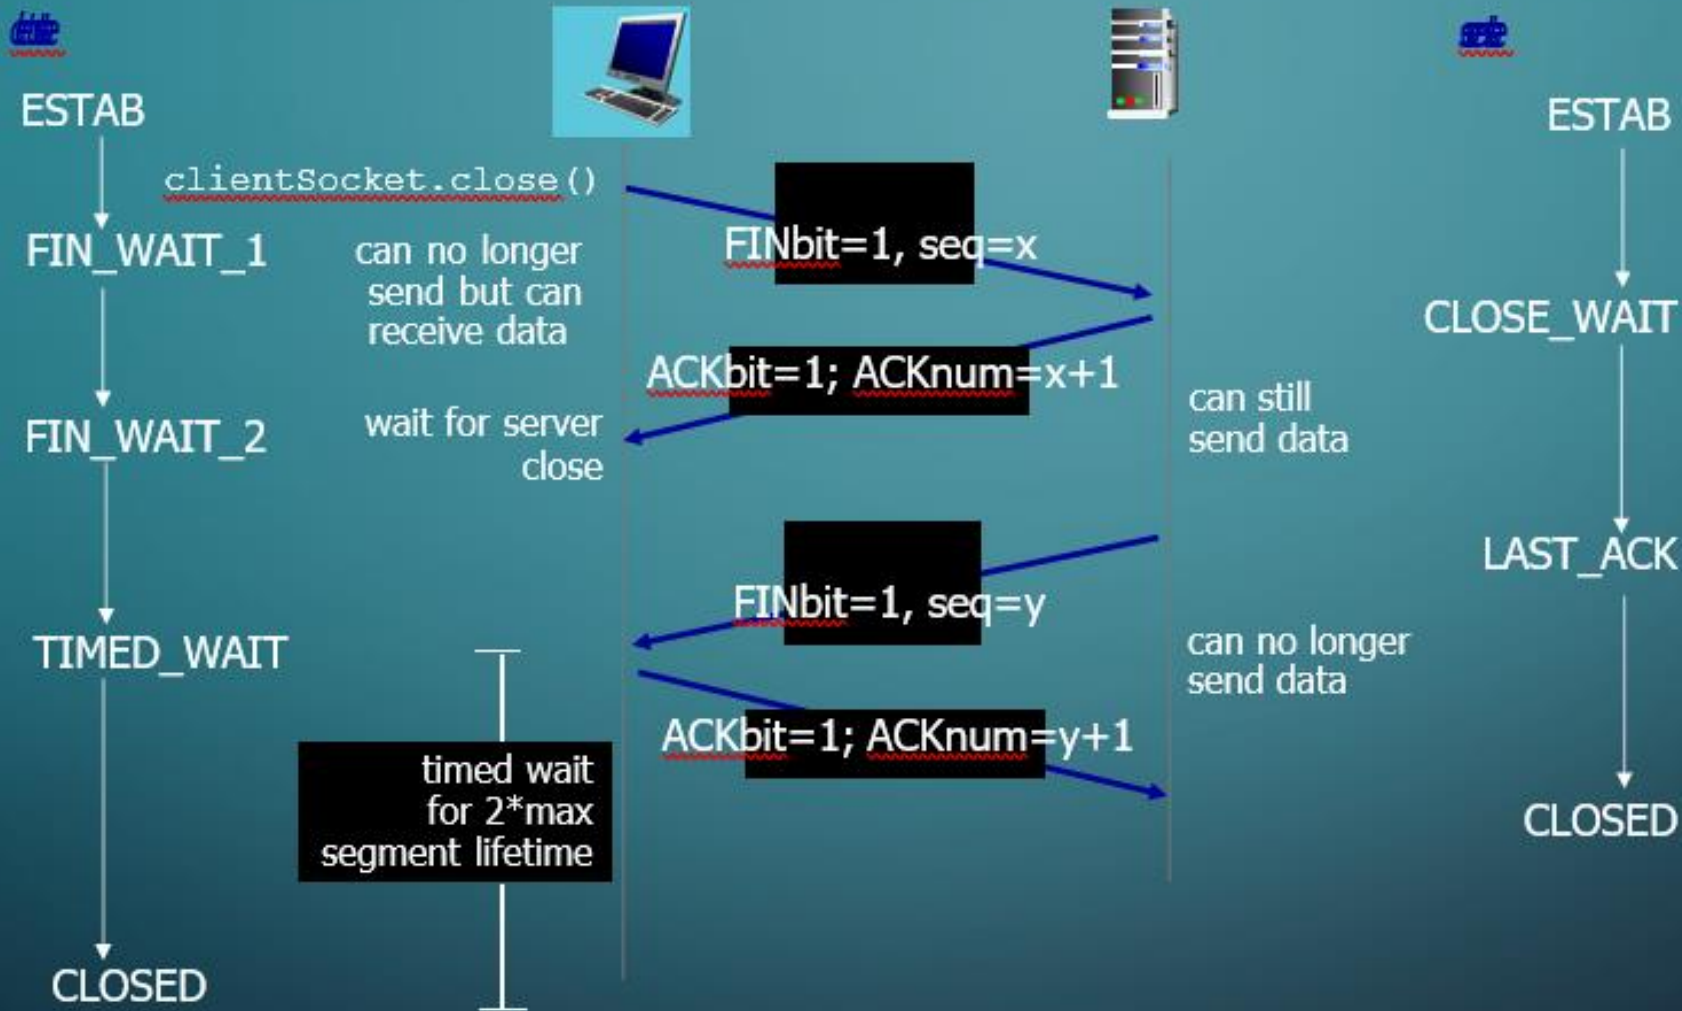 ESTAB
ESTAB
clientSocket.close()
FIN_WAIT_1
can no longer
send but can
receive data
FINbit=1, seq=x
CLOSE_WAIT
ACKbit=1; ACKnum=x+1
can still
send data
FIN_WAIT_2
wait for server
close
LAST_ACK
FINbit=1, seq=y
can no longer
send data
TIMED_WAIT
ACKbit=1; ACKnum=y+1
timed wait
for 2*max
segment lifetime
CLOSED
CLOSED